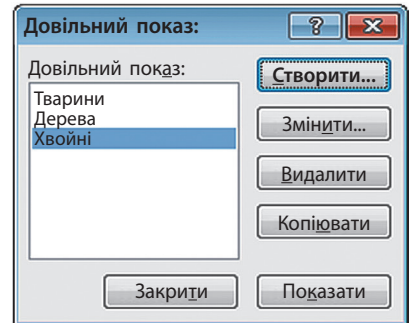 Довільний показ:
Довільний показ:
Тварини
Дерева
Хвойні
Створити...
Змінити...
Видалити
Копіювати
Закрити
Показати